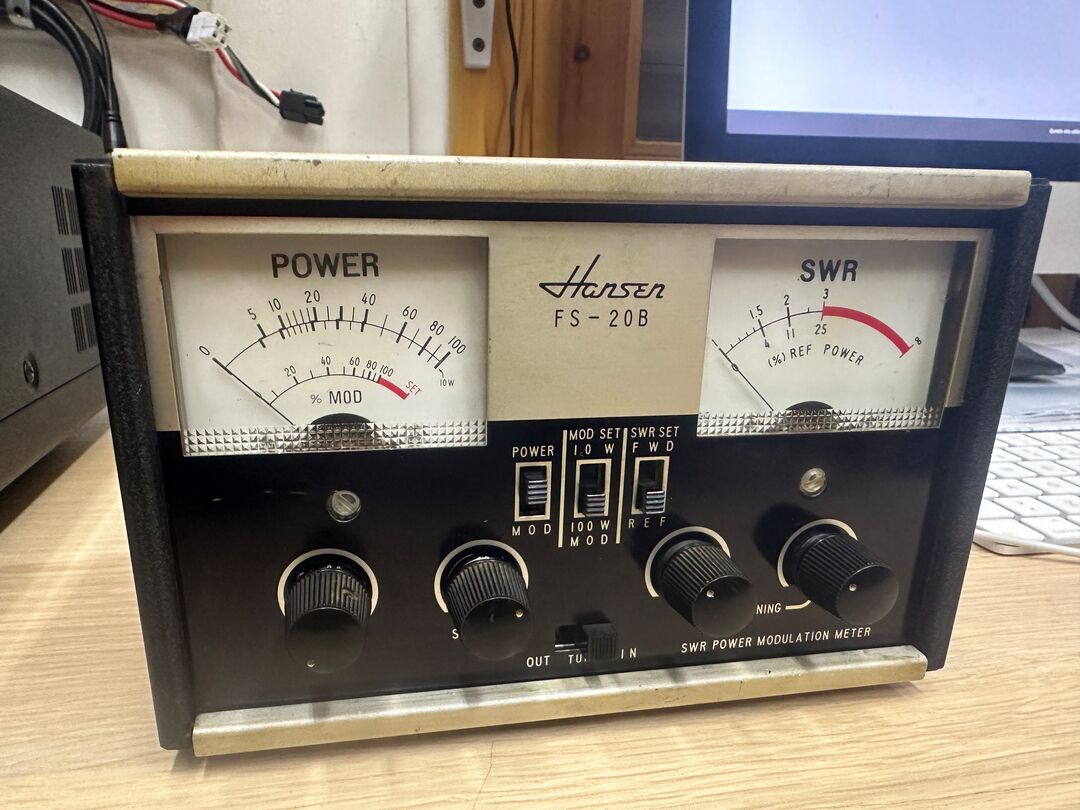 POWER
0 5 10 20 40 60 80 100
10W
20 40 60 80 100 SET
% MOD
Hansen
FS-20B
SWR
1 1.5 2 3 8
4 11 25
(%) REF POWER
POWER
MOD
MOD SET
10 W
100 W
MOD
SWR SET
FWD
REF
OUT IN
SWR POWER MODULATION METER